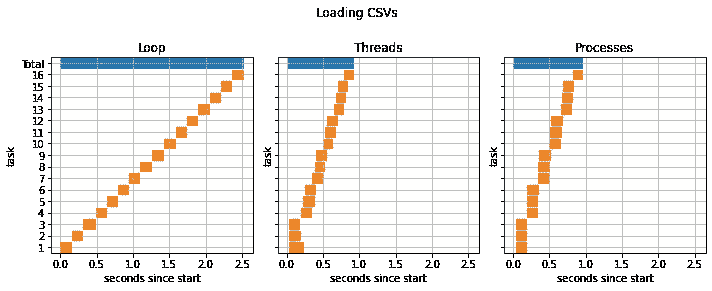 Loading CSVs
Loop
Threads
Processes
task
Total
16
15
14
13
12
11
10
9
8
7
6
5
4
3
2
1
0.0 0.5 1.0 1.5 2.0 2.5
seconds since start
task
0.0 0.5 1.0 1.5 2.0 2.5
seconds since start
task
0.0 0.5 1.0 1.5 2.0 2.5
seconds since start